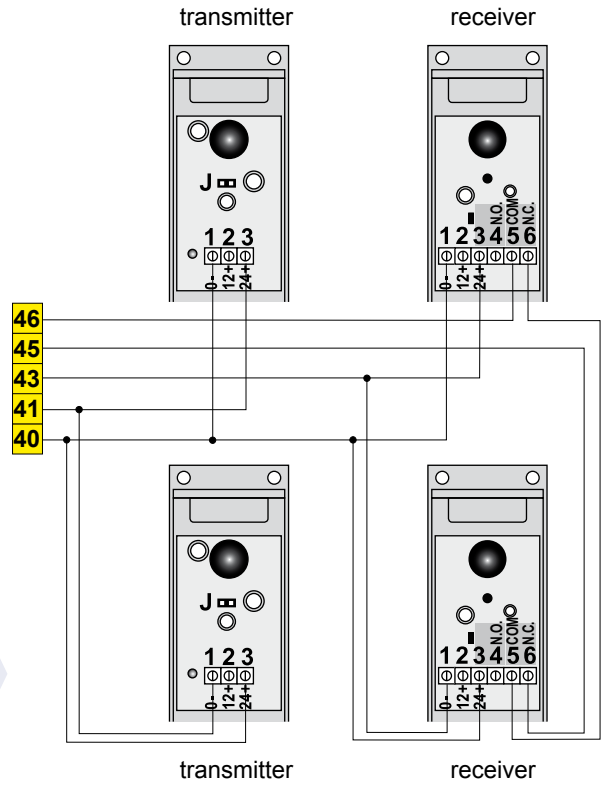 transmitter receiver
J
N.O. COM N.C.
1 2 3
1 2 3 4 5 6
0- 12+ 24+
0- 12+ 24+
46
45
43
41
40
J
N.O. COM N.C.
1 2 3
1 2 3 4 5 6
0- 12+ 24+
0- 12+ 24+
transmitter receiver